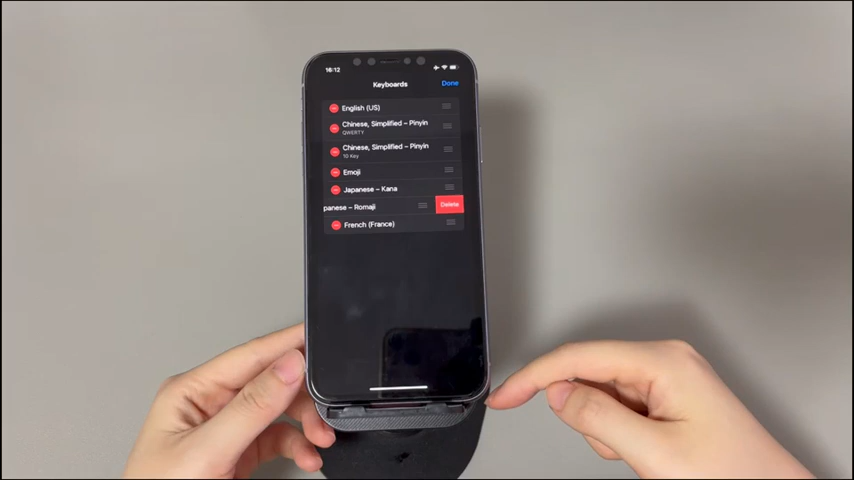 16:12
Keyboards
Done
English (US)
Chinese, Simplified – Pinyin
QWERTY
Chinese, Simplified – Pinyin
10 Key
Emoji
Japanese – Kana
panese – Romaji
Delete
French (France)